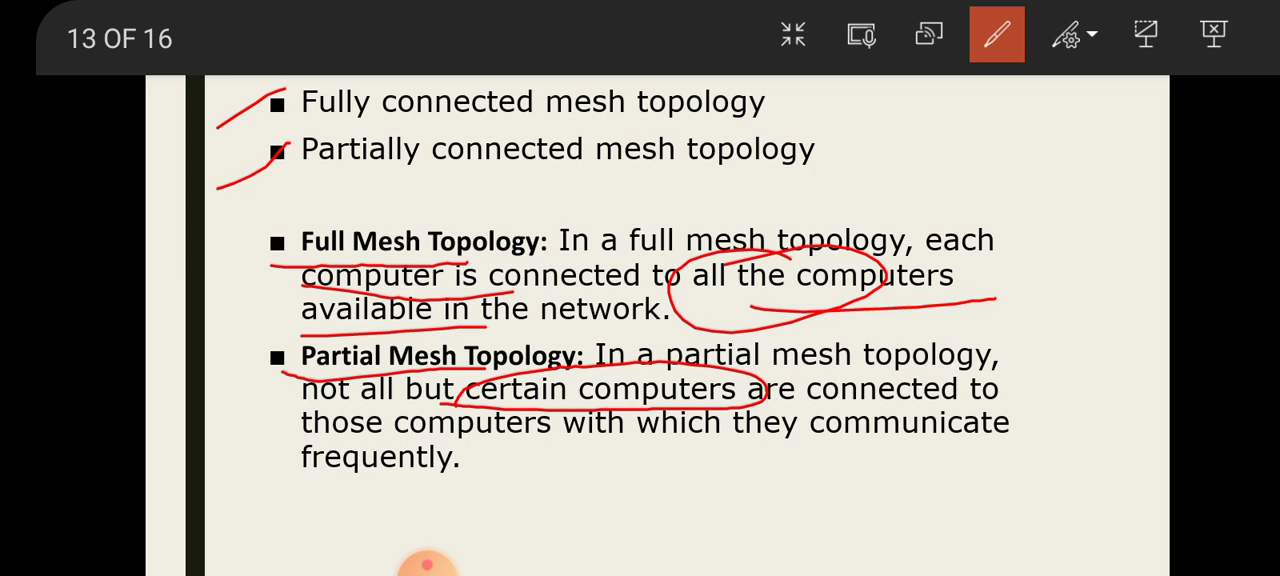 13 OF 16
▪ Fully connected mesh topology
▪ Partially connected mesh topology
▪ Full Mesh Topology: In a full mesh topology, each
computer is connected to all the computers
available in the network.
▪ Partial Mesh Topology: In a partial mesh topology,
not all but certain computers are connected to
those computers with which they communicate
frequently.